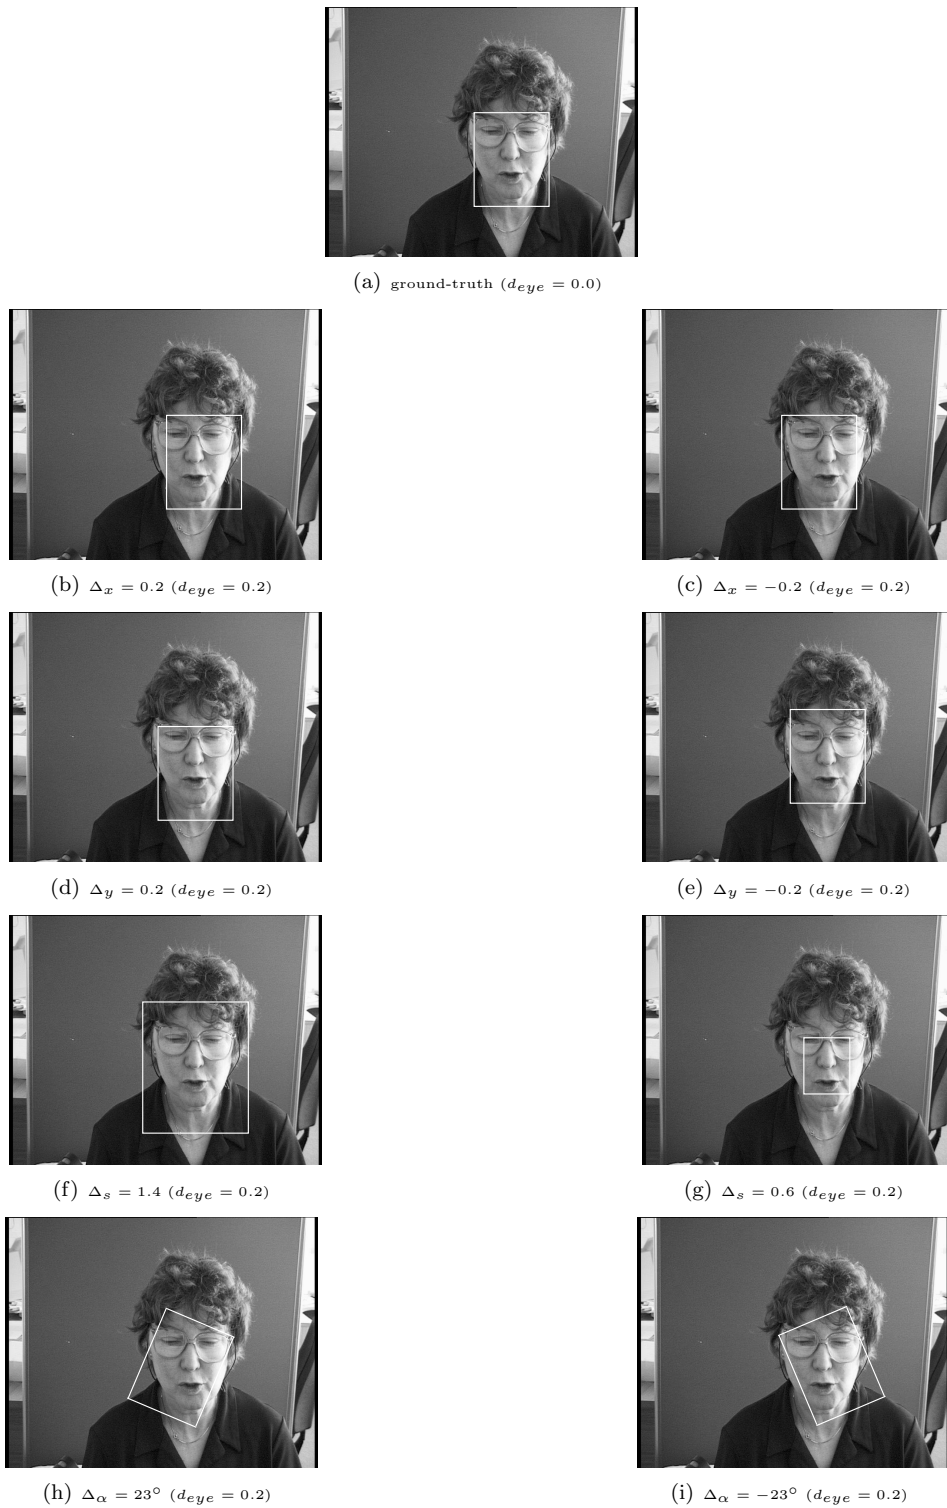 (a) ground-truth (d_eye = 0.0)
(b) Δ_x = 0.2 (d_eye = 0.2)
(c) Δ_x = −0.2 (d_eye = 0.2)
(d) Δ_y = 0.2 (d_eye = 0.2)
(e) Δ_y = −0.2 (d_eye = 0.2)
(f) Δ_s = 1.4 (d_eye = 0.2)
(g) Δ_s = 0.6 (d_eye = 0.2)
(h) Δ_α = 23° (d_eye = 0.2)
(i) Δ_α = −23° (d_eye = 0.2)